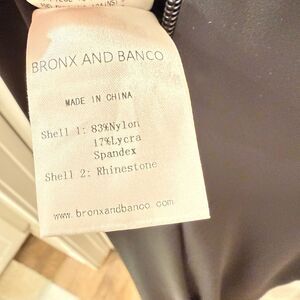 BRONX AND BANCO
MADE IN CHINA
Shell 1: 83%Nylon
17%Lycra
Spandex
Shell 2: Rhinestone
www.bronxandbanco.com